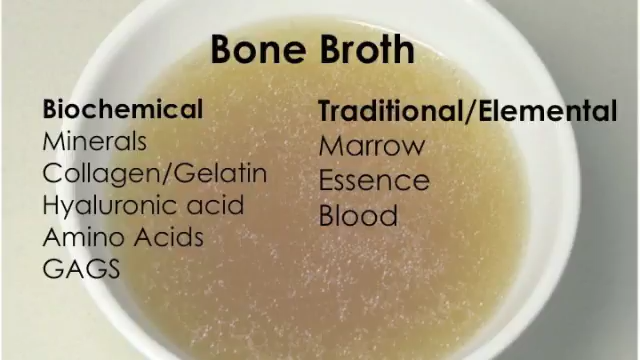 Bone Broth
Biochemical
Minerals
Collagen/Gelatin
Hyaluronic acid
Amino Acids
GAGS
Traditional/Elemental
Marrow
Essence
Blood